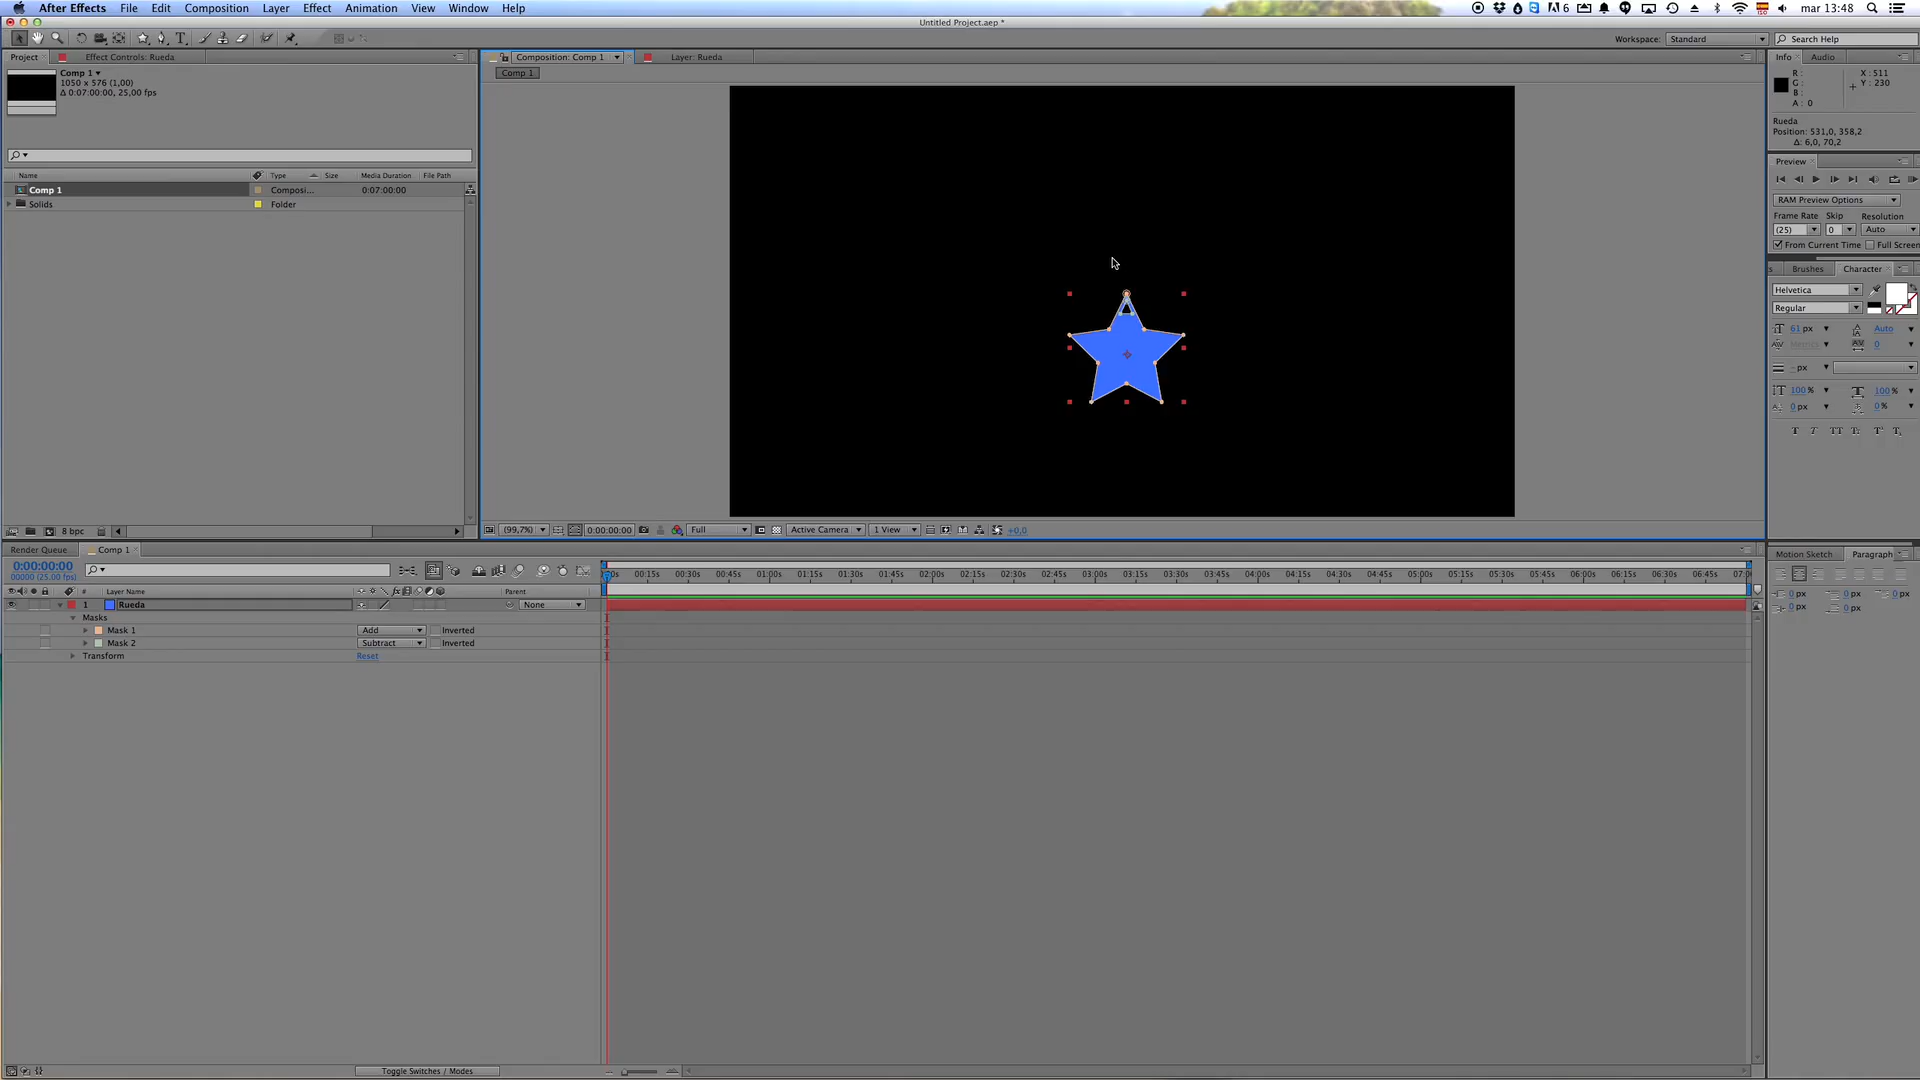 After Effects File Edit Composition Layer Effect Animation View Window Help 6 mar 13:48
Untitled Project.aep *
Workspace: Standard Search Help
Project Effect Controls: Rueda Composition: Comp 1 Layer: Rueda Info Audio
Comp 1 Comp 1
1050 x 576 (1,00)
Δ 0:07:00:00, 25,00 fps
R :
G :
B :
A : 0
X : 511
Y : 230
Rueda
Position: 531,0, 358,2
Δ: 6,0, 70,2
Preview
Name Type Size Media Duration File Path
Comp 1 Composi... 0:07:00:00
Solids Folder
RAM Preview Options
Frame Rate Skip Resolution
(25) 0 Auto
From Current Time Full Screen
Brushes Character
Helvetica
Regular
61 px Auto
Metrics 0
- px
100 % 100 %
0 px 0 %
T T TT Tt T' T,
8 bpc (99,7%) 0:00:00:00 Full Active Camera 1 View +0,0
Render Queue Comp 1 Motion Sketch Paragraph
0:00:00:00
00000 (25.00 fps)
00:15s 00:30s 00:45s 01:00s 01:15s 01:30s 01:45s 02:00s 02:15s 02:30s 02:45s 03:00s 03:15s 03:30s 03:45s 04:00s 04:15s 04:30s 04:45s 05:00s 05:15s 05:30s 05:45s 06:00s 06:15s 06:30s 06:45s 07:0
# Layer Name Parent
0 px 0 px 0 px
0 px 0 px
1 Rueda None
Masks
Mask 1 Add Inverted
Mask 2 Subtract Inverted
Transform Reset
Toggle Switches / Modes